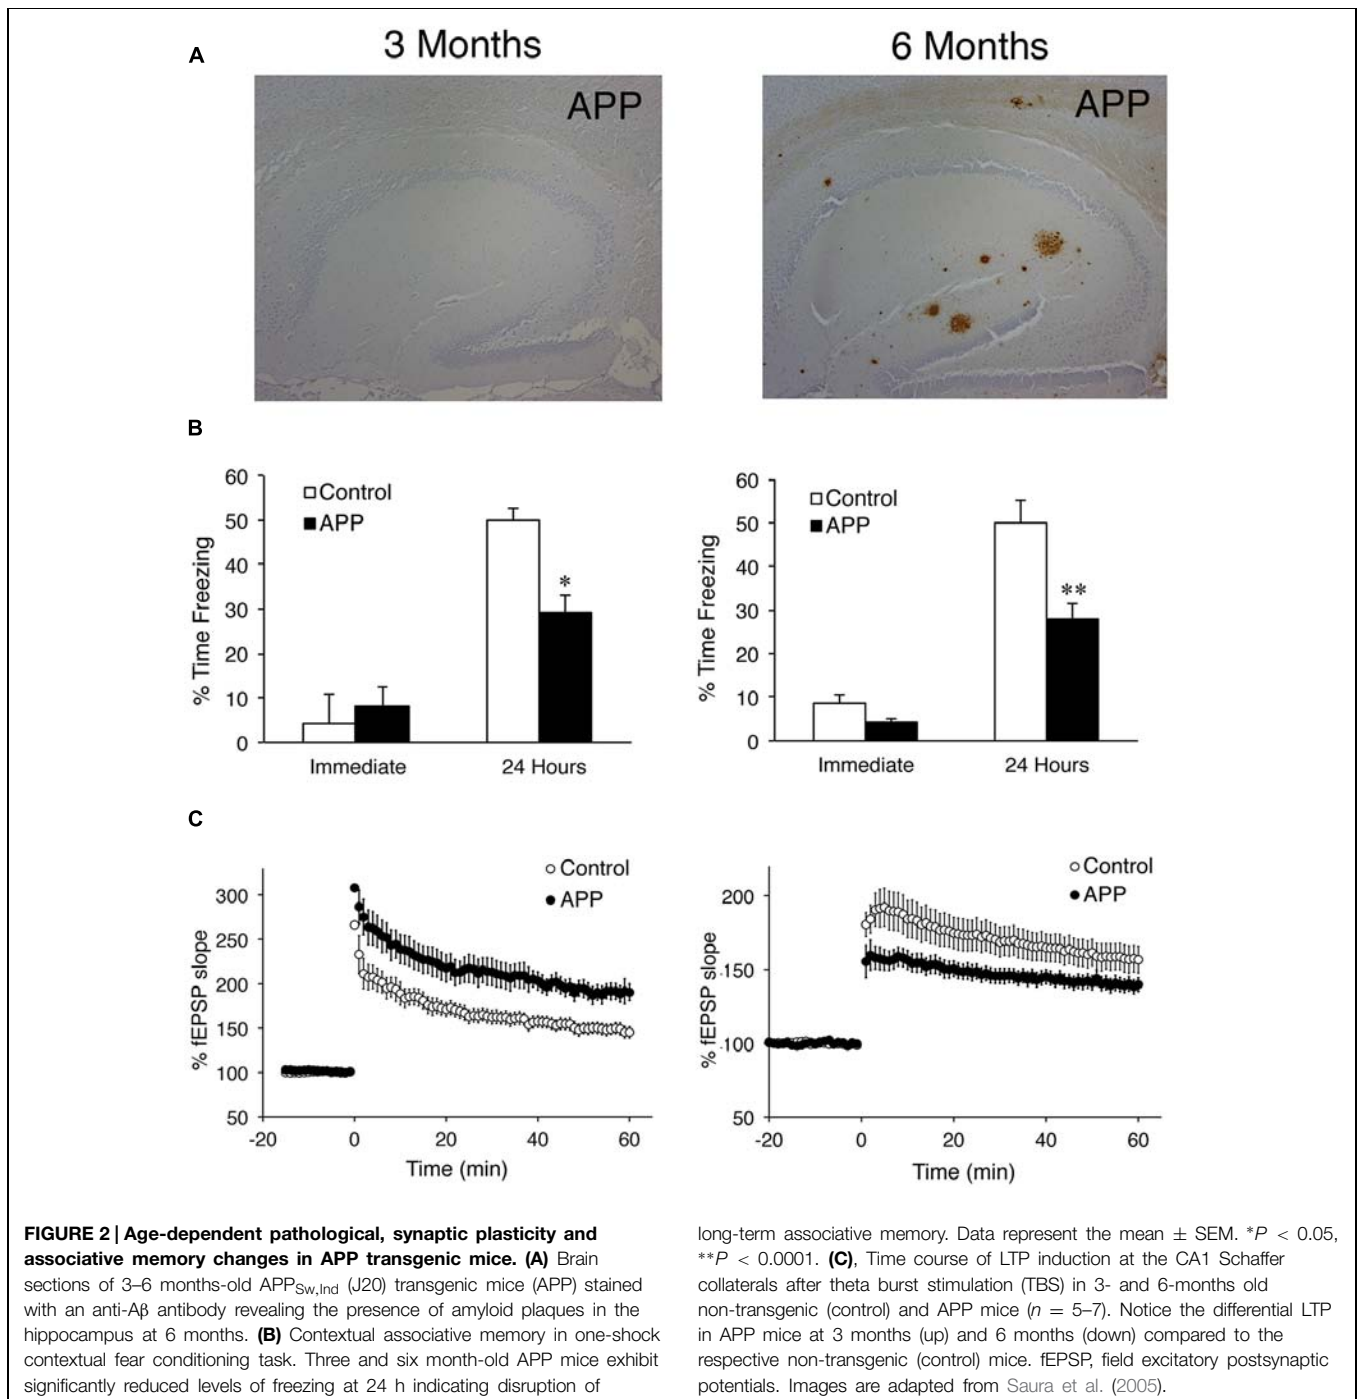 A
3 Months
6 Months
APP
APP
B
60
50
40
30
20
10
0
% Time Freezing
Control
APP
*
Immediate
24 Hours
60
50
40
30
20
10
0
% Time Freezing
Control
APP
**
Immediate
24 Hours
C
300
250
200
150
100
50
% fEPSP slope
Control
APP
-20
0
20
40
60
Time (min)
200
150
100
50
% fEPSP slope
Control
APP
-20
0
20
40
60
Time (min)
FIGURE 2 | Age-dependent pathological, synaptic plasticity and
associative memory changes in APP transgenic mice. (A) Brain
sections of 3–6 months-old APPSw,Ind (J20) transgenic mice (APP) stained
with an anti-Aβ antibody revealing the presence of amyloid plaques in the
hippocampus at 6 months. (B) Contextual associative memory in one-shock
contextual fear conditioning task. Three and six month-old APP mice exhibit
significantly reduced levels of freezing at 24 h indicating disruption of
long-term associative memory. Data represent the mean ± SEM. *P < 0.05,
**P < 0.0001. (C), Time course of LTP induction at the CA1 Schaffer
collaterals after theta burst stimulation (TBS) in 3- and 6-months old
non-transgenic (control) and APP mice (n = 5–7). Notice the differential LTP
in APP mice at 3 months (up) and 6 months (down) compared to the
respective non-transgenic (control) mice. fEPSP, field excitatory postsynaptic
potentials. Images are adapted from Saura et al. (2005).